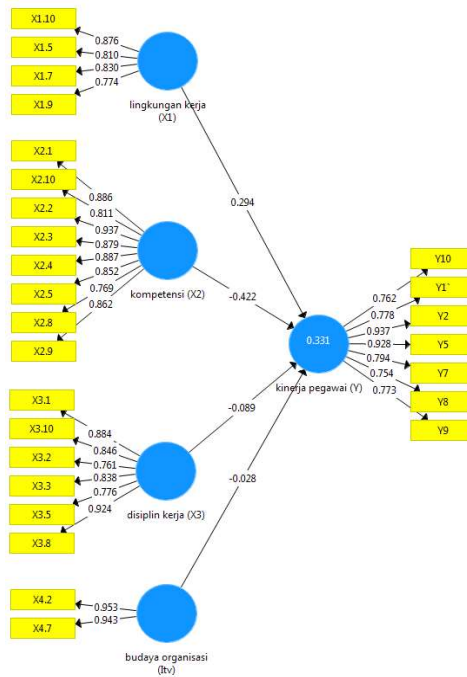 X1.10
X1.5
X1.7
X1.9
0.876
0.810
0.830
0.774
lingkungan kerja
(X1)
0.294
X2.1
X2.10
X2.2
X2.3
X2.4
X2.5
X2.8
X2.9
0.886
0.811
0.937
0.879
0.887
0.852
0.769
0.862
kompetensi (X2)
-0.422
X3.1
X3.10
X3.2
X3.3
X3.5
X3.8
0.884
0.846
0.761
0.838
0.776
0.924
disiplin kerja (X3)
-0.089
X4.2
X4.7
0.953
0.943
budaya organisasi
(Itv)
-0.028
0.331
kinerja pegawai (Y)
0.762
0.778
0.937
0.928
0.794
0.754
0.773
Y10
Y1`
Y2
Y5
Y7
Y8
Y9